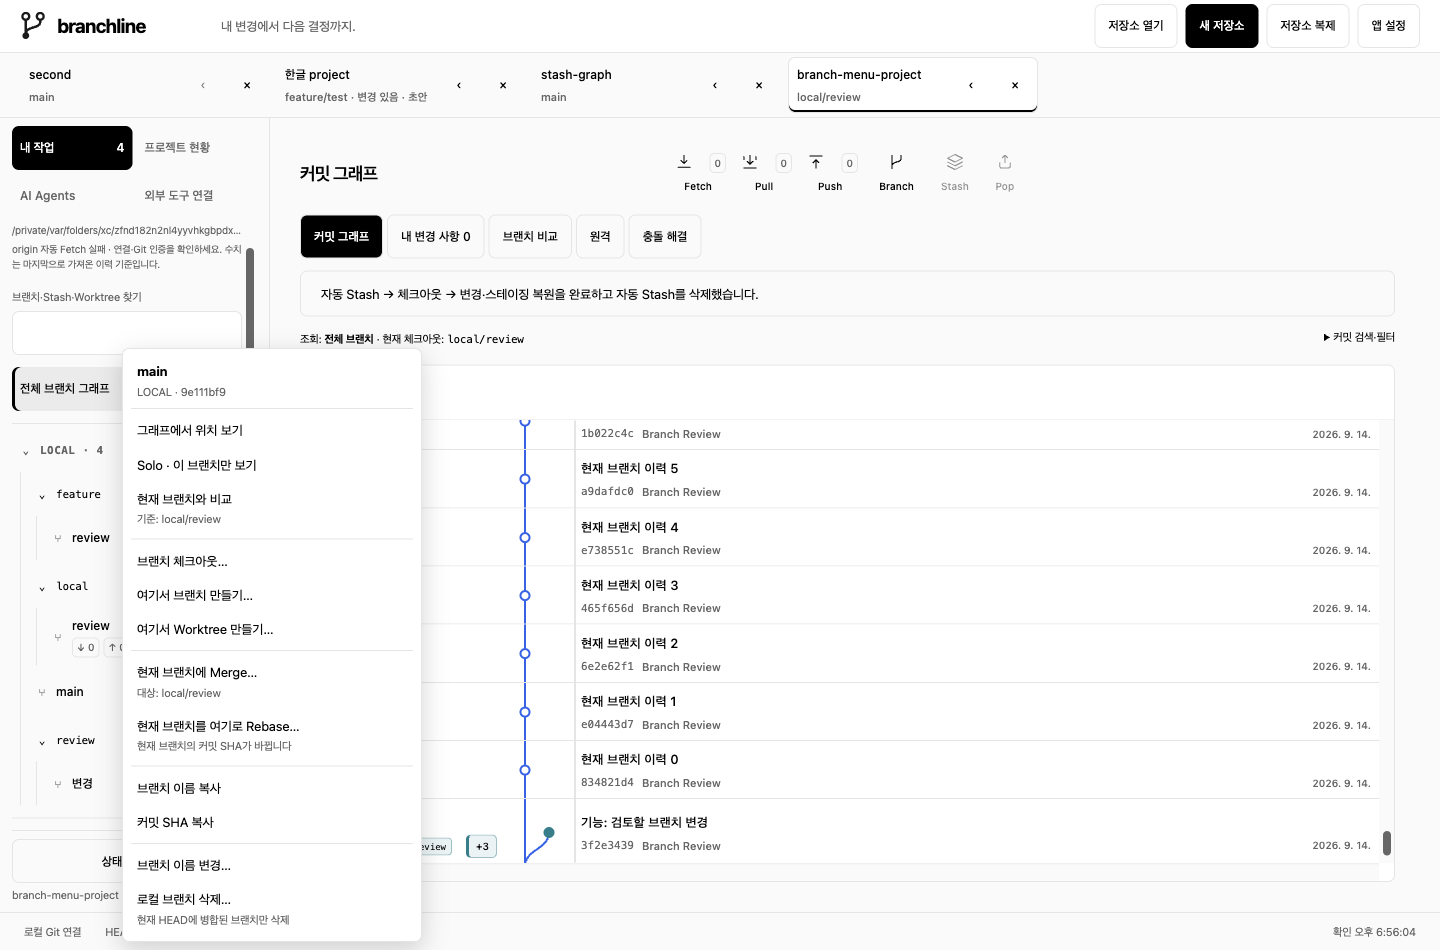 branchline
내 변경에서 다음 결정까지.
저장소 열기
새 저장소
저장소 복제
앱 설정
second
main
한글 project
feature/test · 변경 있음 · 초안
stash-graph
main
branch-menu-project
local/review
내 작업 4
프로젝트 현황
AI Agents
외부 도구 연결
/private/var/folders/xc/zfnd182n2nl4yyvhkgbpdx...
origin 자동 Fetch 실패 · 연결·Git 인증을 확인하세요. 수치
는 마지막으로 가져온 이력 기준입니다.
브랜치·Stash·Worktree 찾기
전체 브랜치 그래프
LOCAL · 4
feature
review
local
review
↓ 0 ↑
main
review
변경
상태
branch-menu-project
커밋 그래프
0
0
0
Fetch
Pull
Push
Branch
Stash
Pop
커밋 그래프
내 변경 사항 0
브랜치 비교
원격
충돌 해결
자동 Stash → 체크아웃 → 변경·스테이징 복원을 완료하고 자동 Stash를 삭제했습니다.
조회: 전체 브랜치 · 현재 체크아웃: local/review
▶ 커밋 검색·필터
main
LOCAL · 9e111bf9
그래프에서 위치 보기
Solo · 이 브랜치만 보기
현재 브랜치와 비교
기준: local/review
브랜치 체크아웃...
여기서 브랜치 만들기...
여기서 Worktree 만들기...
현재 브랜치에 Merge...
대상: local/review
현재 브랜치를 여기로 Rebase...
현재 브랜치의 커밋 SHA가 바뀝니다
브랜치 이름 복사
커밋 SHA 복사
브랜치 이름 변경...
로컬 브랜치 삭제...
현재 HEAD에 병합된 브랜치만 삭제
1b022c4c Branch Review 2026. 9. 14.
현재 브랜치 이력 5
a9dafdc0 Branch Review 2026. 9. 14.
현재 브랜치 이력 4
e738551c Branch Review 2026. 9. 14.
현재 브랜치 이력 3
465f656d Branch Review 2026. 9. 14.
현재 브랜치 이력 2
6e2e62f1 Branch Review 2026. 9. 14.
현재 브랜치 이력 1
e04443d7 Branch Review 2026. 9. 14.
현재 브랜치 이력 0
834821d4 Branch Review 2026. 9. 14.
+3
기능: 검토할 브랜치 변경
3f2e3439 Branch Review 2026. 9. 14.
로컬 Git 연결
확인 오후 6:56:04